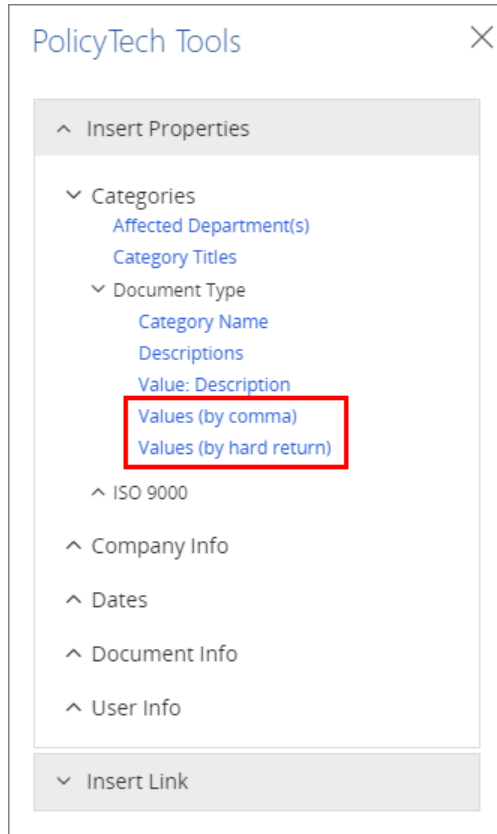 PolicyTech Tools
Insert Properties
Categories
Affected Department(s)
Category Titles
Document Type
Category Name
Descriptions
Value: Description
Values (by comma)
Values (by hard return)
ISO 9000
Company Info
Dates
Document Info
User Info
Insert Link